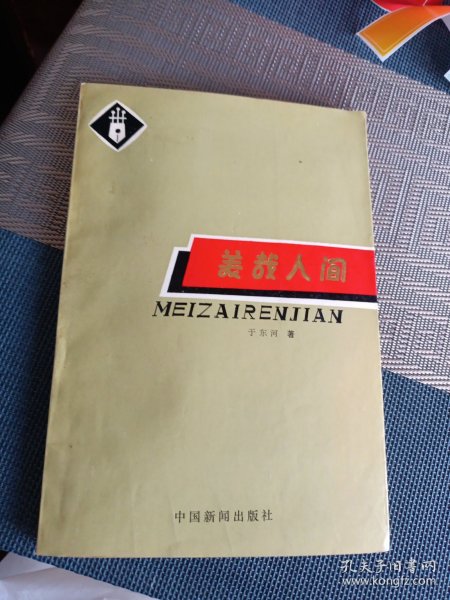 美哉人间
MEIZAIRENJIAN
于东河 著
中国新闻出版社
孔夫子旧书网
www.kongfz.com